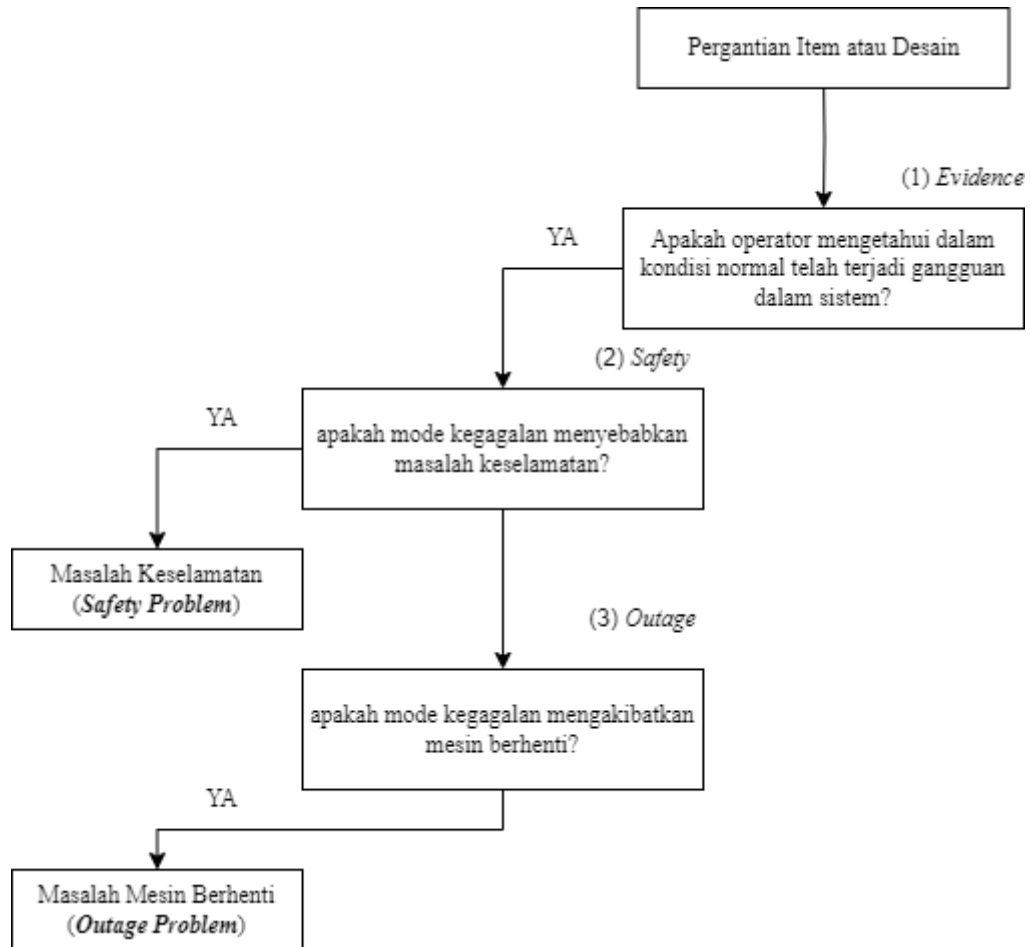 Pergantian Item atau Desain
(1) Evidence
YA
Apakah operator mengetahui dalam
kondisi normal telah terjadi gangguan
dalam sistem?
(2) Safety
YA
apakah mode kegagalan menyebabkan
masalah keselamatan?
Masalah Keselamatan
(Safety Problem)
(3) Outage
apakah mode kegagalan mengakibatkan
mesin berhenti?
YA
Masalah Mesin Berhenti
(Outage Problem)